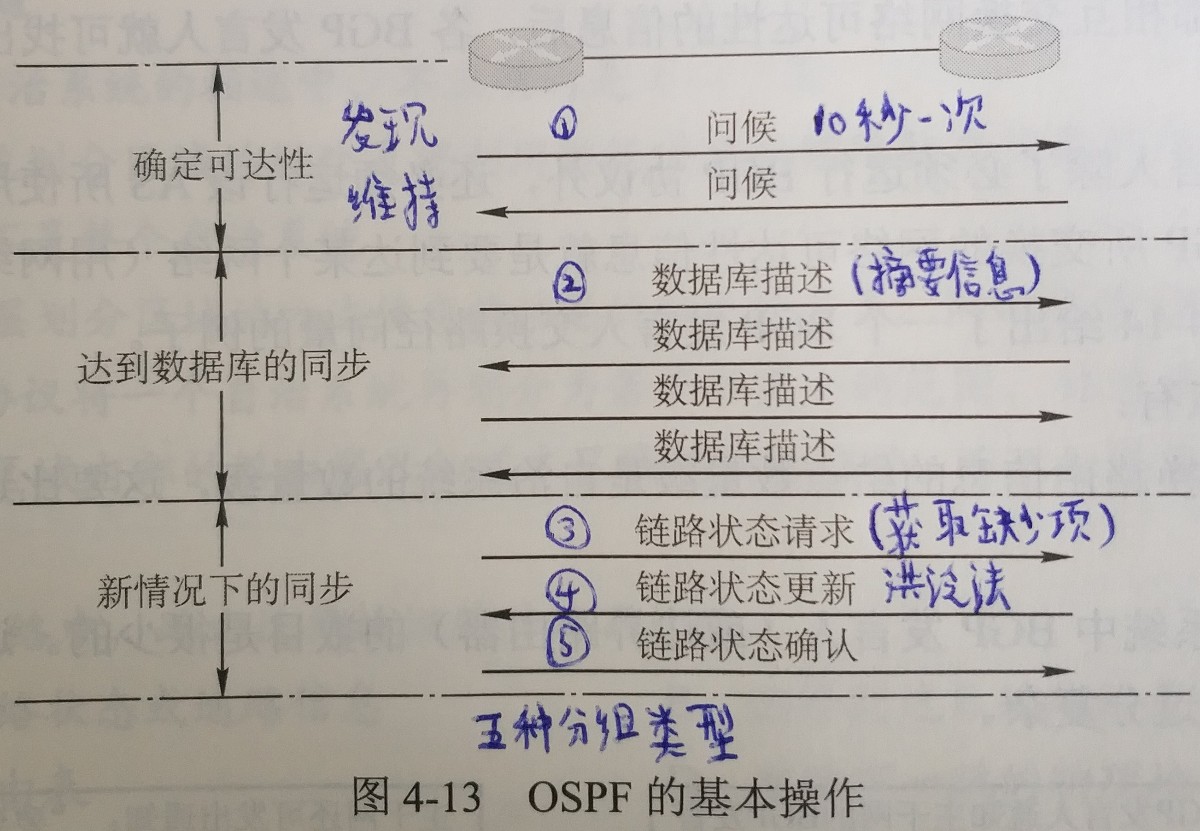 发现 ① 问候 10秒一次
确定可达性
维持 问候
② 数据库描述 (摘要信息)
数据库描述
达到数据库的同步
数据库描述
数据库描述
③ 链路状态请求 (获取缺少项)
新情况下的同步 ④ 链路状态更新 洪泛法
⑤ 链路状态确认
五种分组类型
图 4-13 OSPF 的基本操作